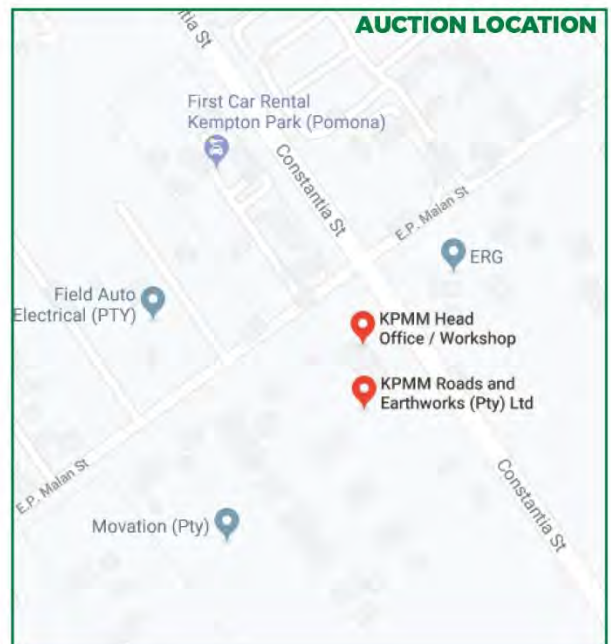 AUCTION LOCATION
tia St
First Car Rental
Kempton Park (Pomona)
Constantia St
E.P. Malan St
ERG
Field Auto
Electrical (PTY)
KPMM Head
Office / Workshop
KPMM Roads and
Earthworks (Pty) Ltd
E.P. Malan St
Constantia St
Movation (Pty)